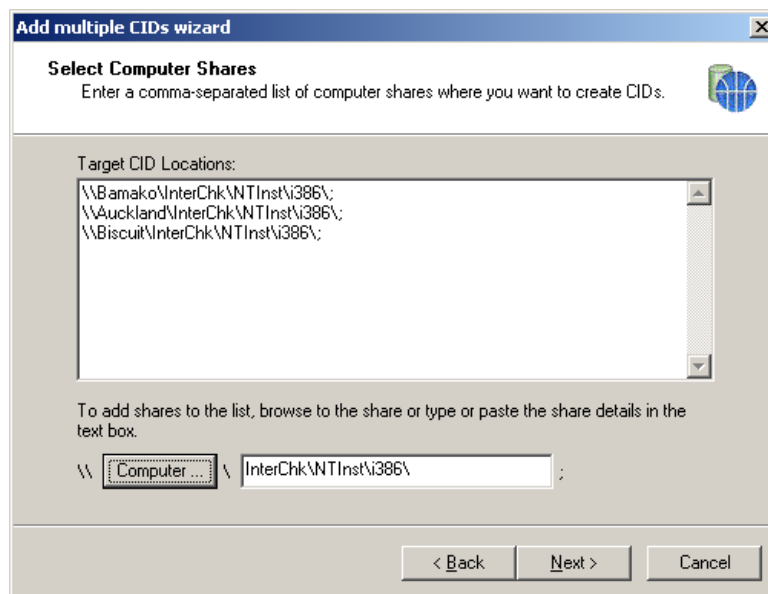 Add multiple CIDs wizard
Select Computer Shares
Enter a comma-separated list of computer shares where you want to create CIDs.
Target CID Locations:
\\Bamako\InterChk\NTInst\i386\;
\\Auckland\InterChk\NTInst\i386\;
\\Biscuit\InterChk\NTInst\i386\;
To add shares to the list, browse to the share or type or paste the share details in the
text box.
\\ Computer ... \ InterChk\NTInst\i386\ ;
< Back Next > Cancel